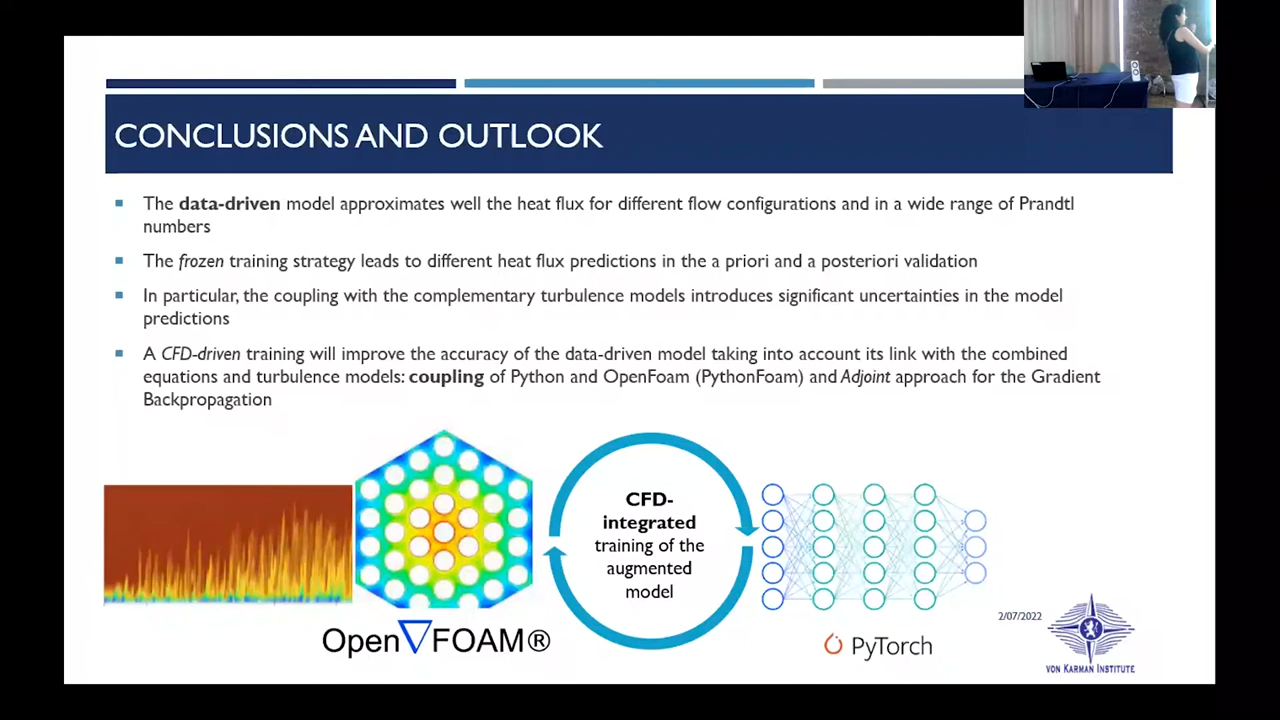 CONCLUSIONS AND OUTLOOK
The data-driven model approximates well the heat flux for different flow configurations and in a wide range of Prandtl
numbers
The frozen training strategy leads to different heat flux predictions in the a priori and a posteriori validation
In particular, the coupling with the complementary turbulence models introduces significant uncertainties in the model
predictions
A CFD-driven training will improve the accuracy of the data-driven model taking into account its link with the combined
equations and turbulence models: coupling of Python and OpenFoam (PythonFoam) and Adjoint approach for the Gradient
Backpropagation
CFD-
integrated
training of the
augmented
model
Open∇FOAM®
PyTorch
2/07/2022
VON KARMAN INSTITUTE